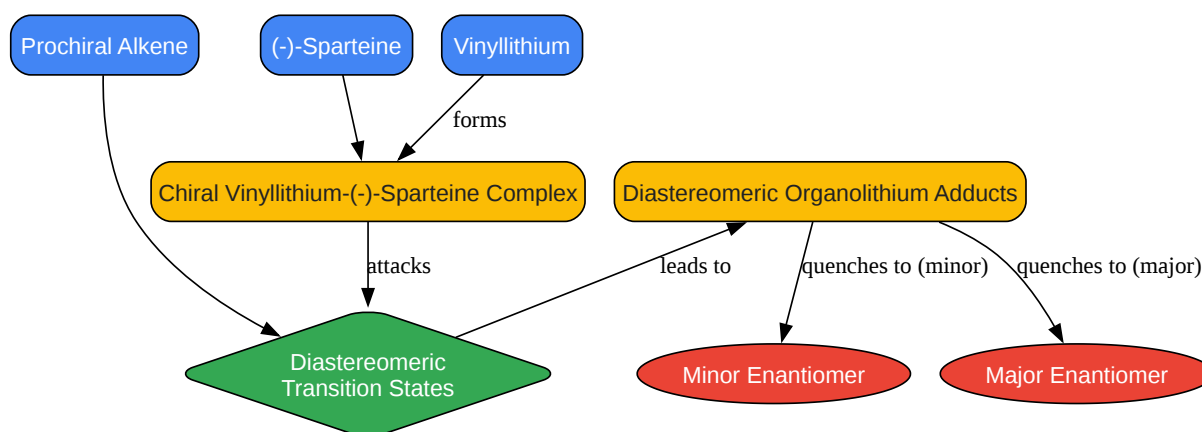 Prochiral Alkene
(-)-Sparteine
Vinyllithium
forms
Chiral Vinyllithium-(-)-Sparteine Complex
Diastereomeric Organolithium Adducts
attacks
leads to
quenches to (minor)
quenches to (major)
Diastereomeric
Transition States
Minor Enantiomer
Major Enantiomer